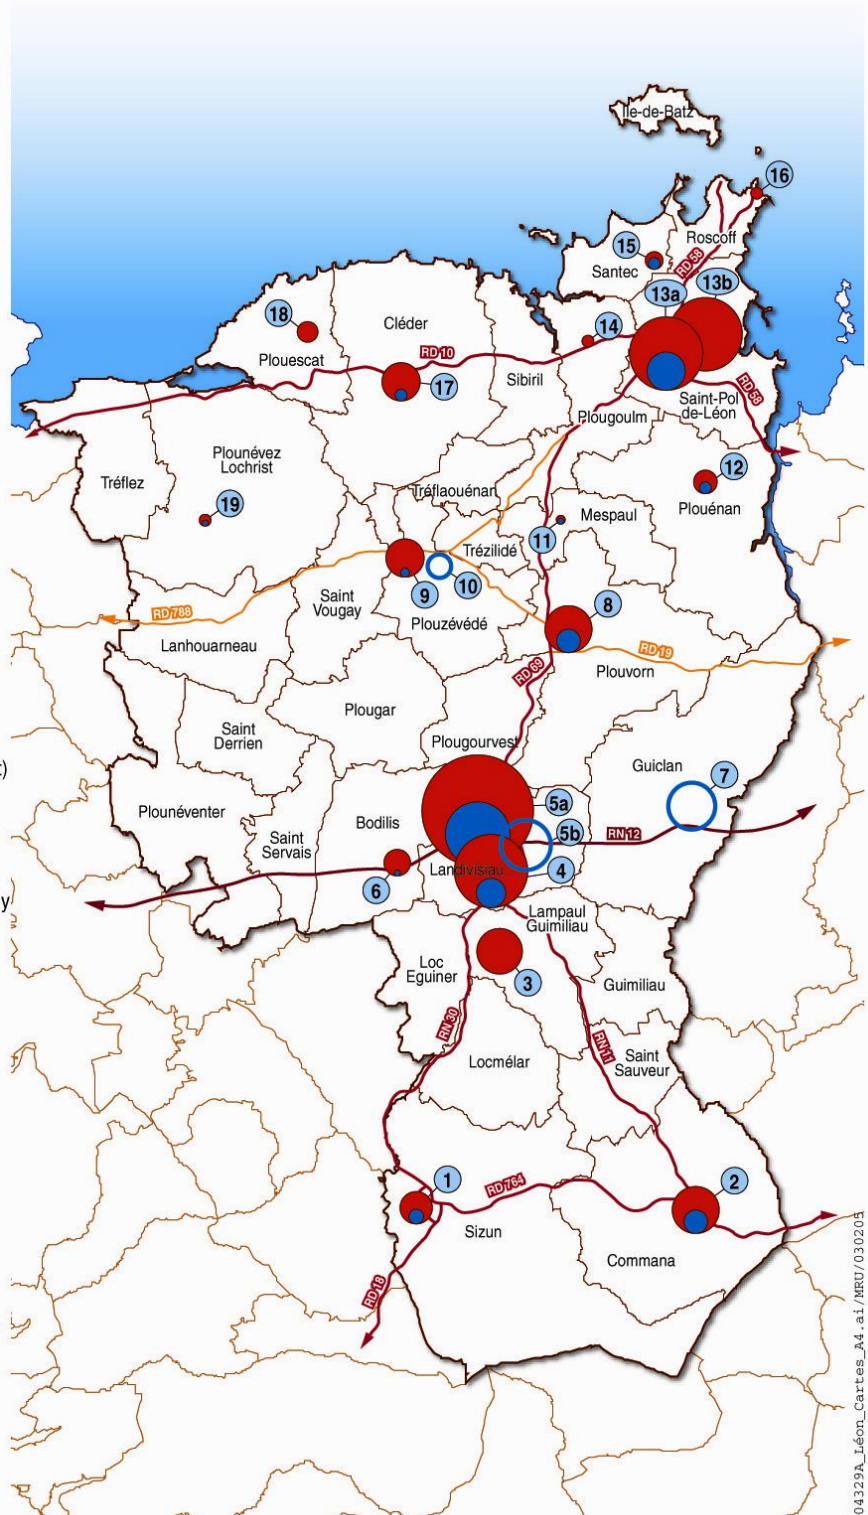 Île-de-Batz
16
Roscoff
15
Santec
RD 58
13b
13a
18
14
Cléder
Plouescat
RD 10
17
Sibiril
RD 58
Saint-Pol
de-Léon
Plougoulm
Plounévez
Lochrist
12
Tréflez
Tréflaouénan
19
Plouénan
Mespaul
11
Trézilidé
10
9
Saint
Vougay
8
Plouzévédé
RD 788
Lanhouarneau
RD 19
RD 69
Plouvorn
Plougar
Saint
Derrien
Plougourvest
Guiclan
7
t)
5a
Plounéventer
Bodilis
5b
RN 12
Saint
Servais
Landivisiau
4
6
y
Lampaul
Guimiliau
Loc
Eguiner
3
Guimiliau
RN 30
RN 11
Locmélar
Saint
Sauveur
1
2
RD 764
Sizun
Commana
RD 18
04329A_Léon_Cartes_A4.ai/MRU/030205